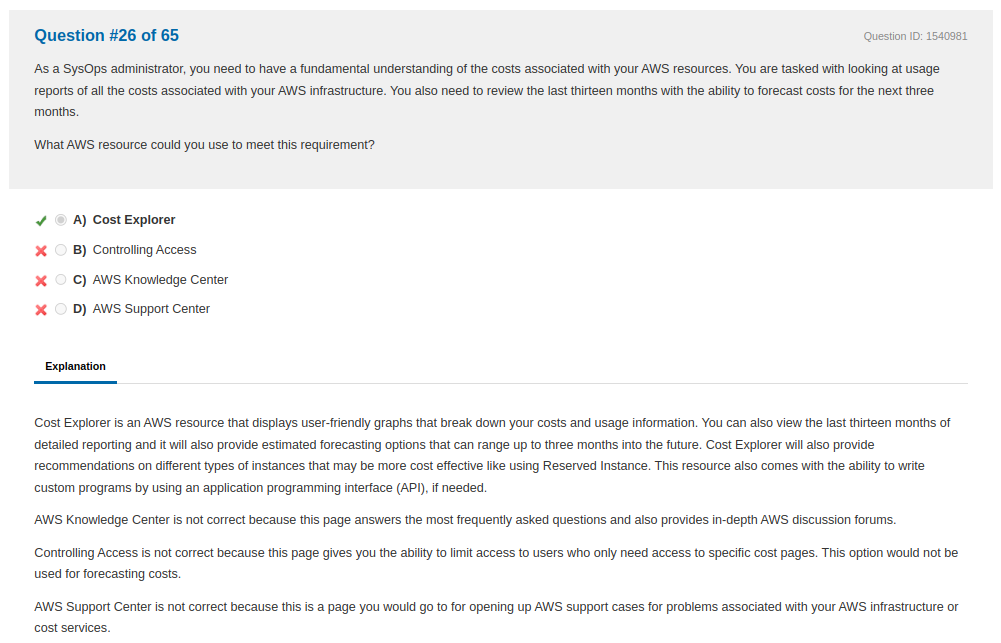 Question #26 of 65
Question ID: 1540981
As a SysOps administrator, you need to have a fundamental understanding of the costs associated with your AWS resources. You are tasked with looking at usage
reports of all the costs associated with your AWS infrastructure. You also need to review the last thirteen months with the ability to forecast costs for the next three
months.
What AWS resource could you use to meet this requirement?
A) Cost Explorer
B) Controlling Access
C) AWS Knowledge Center
D) AWS Support Center
Explanation
Cost Explorer is an AWS resource that displays user-friendly graphs that break down your costs and usage information. You can also view the last thirteen months of
detailed reporting and it will also provide estimated forecasting options that can range up to three months into the future. Cost Explorer will also provide
recommendations on different types of instances that may be more cost effective like using Reserved Instance. This resource also comes with the ability to write
custom programs by using an application programming interface (API), if needed.
AWS Knowledge Center is not correct because this page answers the most frequently asked questions and also provides in-depth AWS discussion forums.
Controlling Access is not correct because this page gives you the ability to limit access to users who only need access to specific cost pages. This option would not be
used for forecasting costs.
AWS Support Center is not correct because this is a page you would go to for opening up AWS support cases for problems associated with your AWS infrastructure or
cost services.